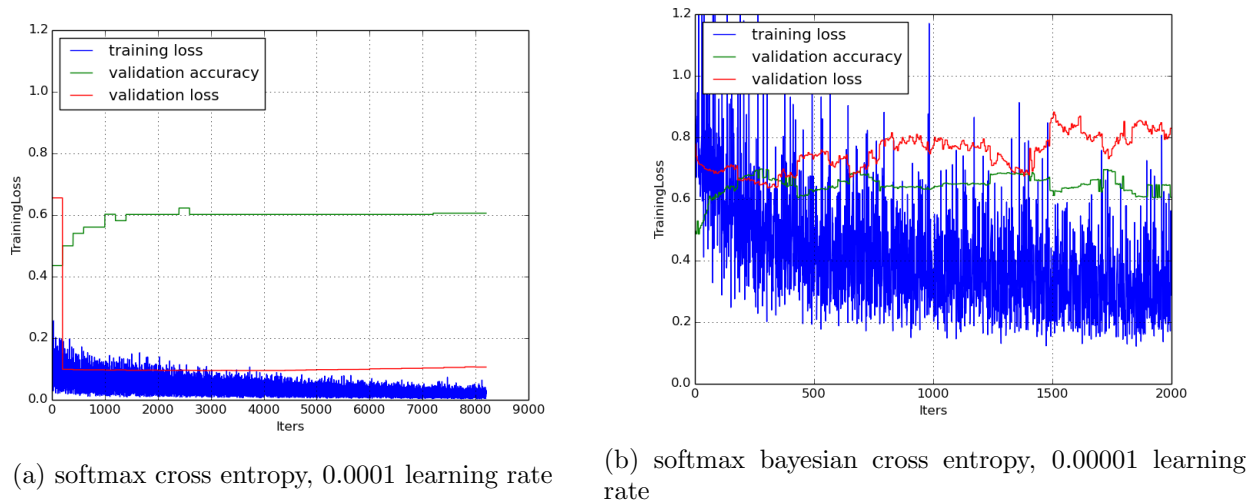 1.2
1.0
0.8
0.6
0.4
0.2
0.0
TrainingLoss
training loss
validation accuracy
validation loss
0 1000 2000 3000 4000 5000 6000 7000 8000 9000
Iters
(a) softmax cross entropy, 0.0001 learning rate
1.2
1.0
0.8
0.6
0.4
0.2
0.0
TrainingLoss
training loss
validation accuracy
validation loss
0 500 1000 1500 2000
Iters
(b) softmax bayesian cross entropy, 0.00001 learning
rate